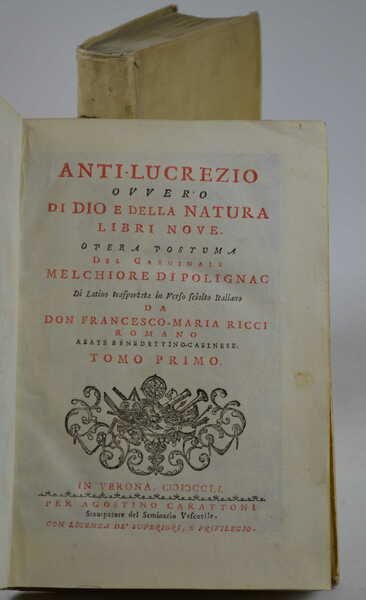 ANTI-LUCREZIO
OVVERO
DI DIO E DELLA NATURA
LIBRI NOVE.
OPERA POSTUMA
DEL CARDINALE
MELCHIORE DI POLIGNAC
Di Latino trasportata in Verso sciolto Italiano
DA
DON FRANCESCO-MARIA RICCI
ROMANO
ABATE BENEDETTINO-CASINESE.
TOMO PRIMO.
IN VERONA, CIƆIƆCCLI.
PER AGOSTINO CARATTONI
Stampatore del Seminario Vescovile.
CON LICENZA DE' SUPERIORI, E PRIVILEGIO.